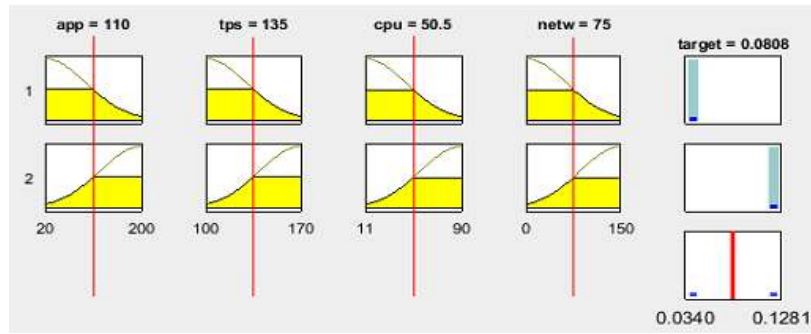 app = 110 tps = 135 cpu = 50.5 netw = 75
target = 0.0808
1
2
20 200 100 170 11 90 0 150
0.0340 0.1281